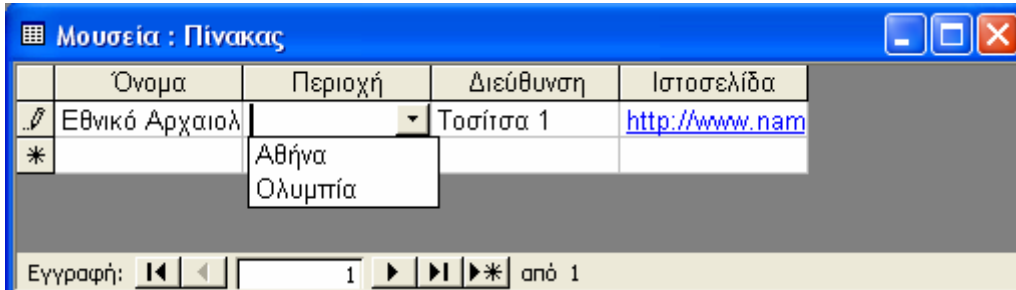 Μουσεία : Πίνακας
Όνομα Περιοχή Διεύθυνση Ιστοσελίδα
Εθνικό Αρχαιολ Τοσίτσα 1 http://www.nam
Αθήνα
Ολυμπία
Εγγραφή: 1 από 1